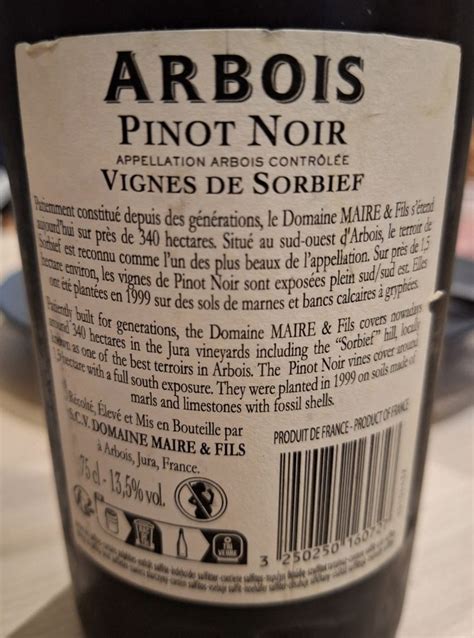 ARBOIS
PINOT NOIR
APPELLATION ARBOIS CONTRÔLÉE
VIGNES DE SORBIEF
Patiemment constitué depuis des générations, le Domaine MAIRE & Fils s'étend
aujourd'hui sur près de 340 hectares. Situé au sud-ouest d'Arbois, le terroir de
Sorbief est reconnu comme l'un des plus beaux de l'appellation. Sur près de 1,5
hectare environ, les vignes de Pinot Noir sont exposées plein sud/sud est. Elles
ont été plantées en 1999 sur des sols de marnes et bancs calcaires à gryphées.
Patiently built for generations, the Domaine MAIRE & Fils covers nowadays
around 340 hectares in the Jura vineyards including the "Sorbief" hill, locally
known as one of the best terroirs in Arbois. The Pinot Noir vines cover around
hectare with a full south exposure. They were planted in 1999 on soils made of
marls and limestones with fossil shells.
Récolté, Élevé et Mis en Bouteille par
S.C.V. DOMAINE MAIRE & FILS
à Arbois, Jura, France.
75 cl - 13,5% vol.
PRODUIT DE FRANCE - PRODUCT OF FRANCE
TRI
VERRE
3 250250 1607